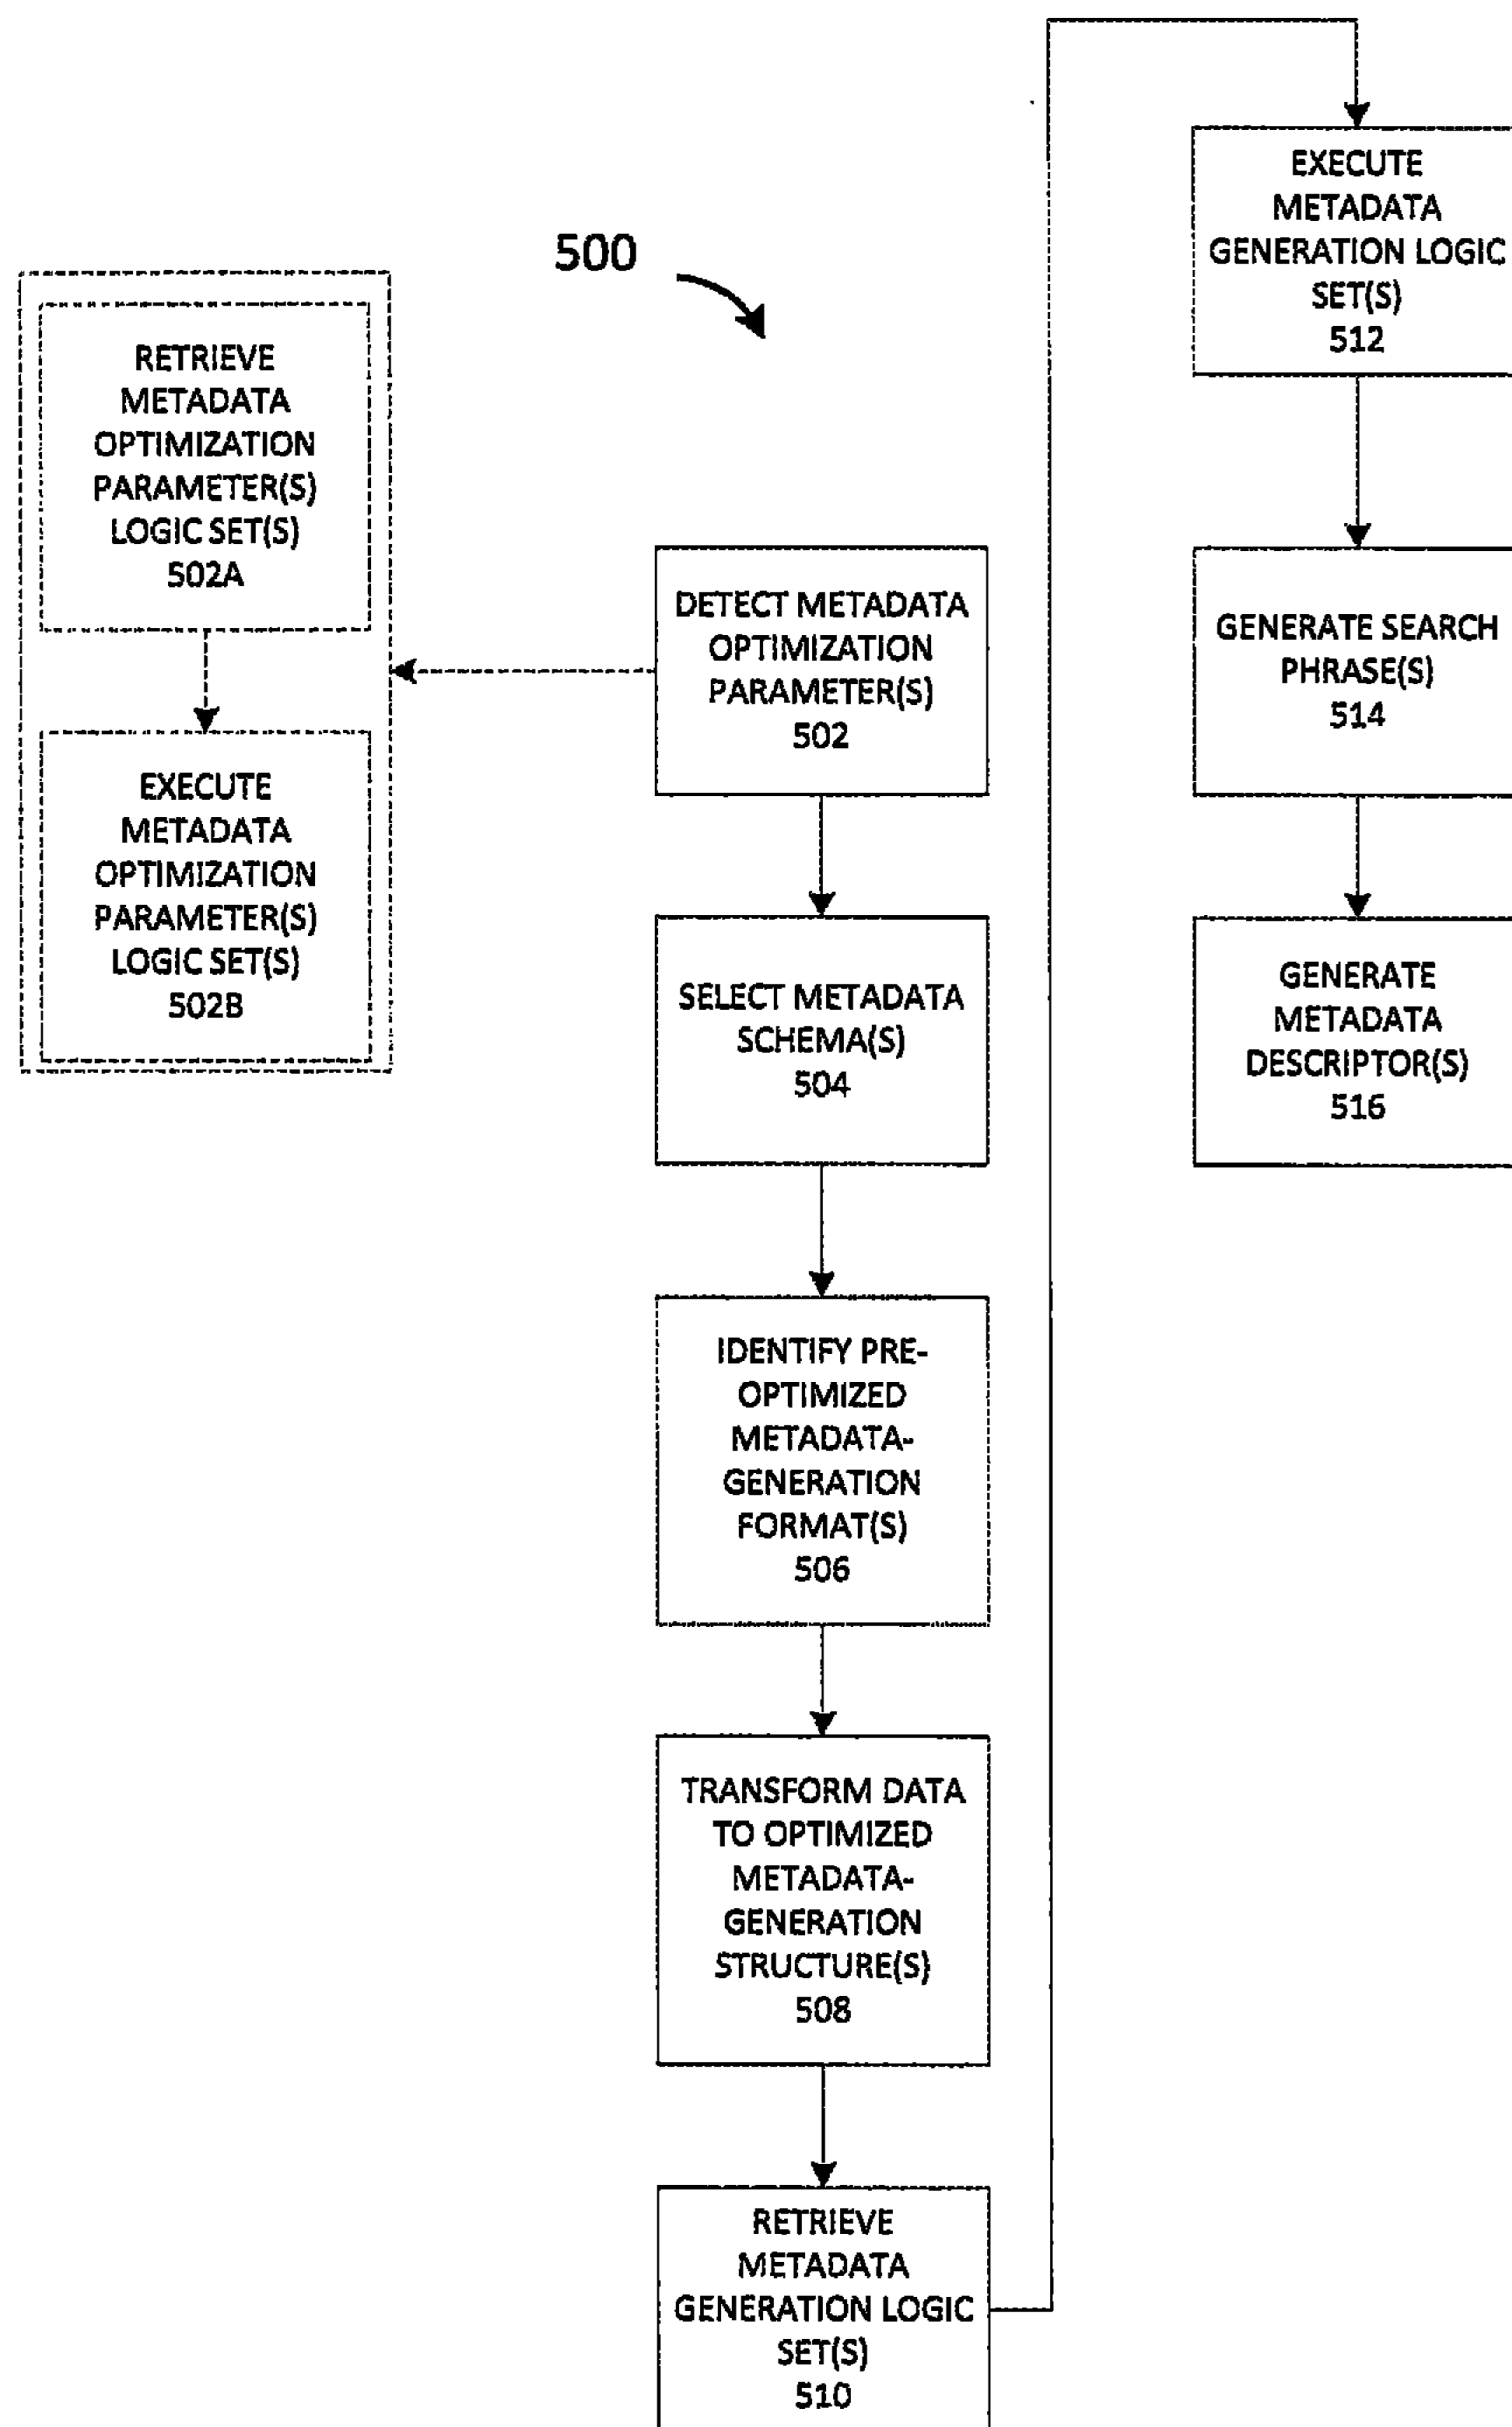 500
RETRIEVE
METADATA
OPTIMIZATION
PARAMETER(S)
LOGIC SET(S)
502A
EXECUTE
METADATA
OPTIMIZATION
PARAMETER(S)
LOGIC SET(S)
502B
DETECT METADATA
OPTIMIZATION
PARAMETER(S)
502
SELECT METADATA
SCHEMA(S)
504
IDENTIFY PRE-
OPTIMIZED
METADATA-
GENERATION
FORMAT(S)
506
TRANSFORM DATA
TO OPTIMIZED
METADATA-
GENERATION
STRUCTURE(S)
508
RETRIEVE
METADATA
GENERATION LOGIC
SET(S)
510
EXECUTE
METADATA
GENERATION LOGIC
SET(S)
512
GENERATE SEARCH
PHRASE(S)
514
GENERATE
METADATA
DESCRIPTOR(S)
516